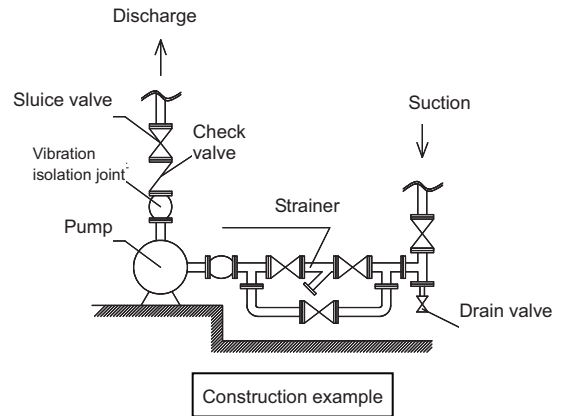 Discharge
Sluice valve
Suction
Check
valve
Vibration
isolation joint
Strainer
Pump
Drain valve
Construction example